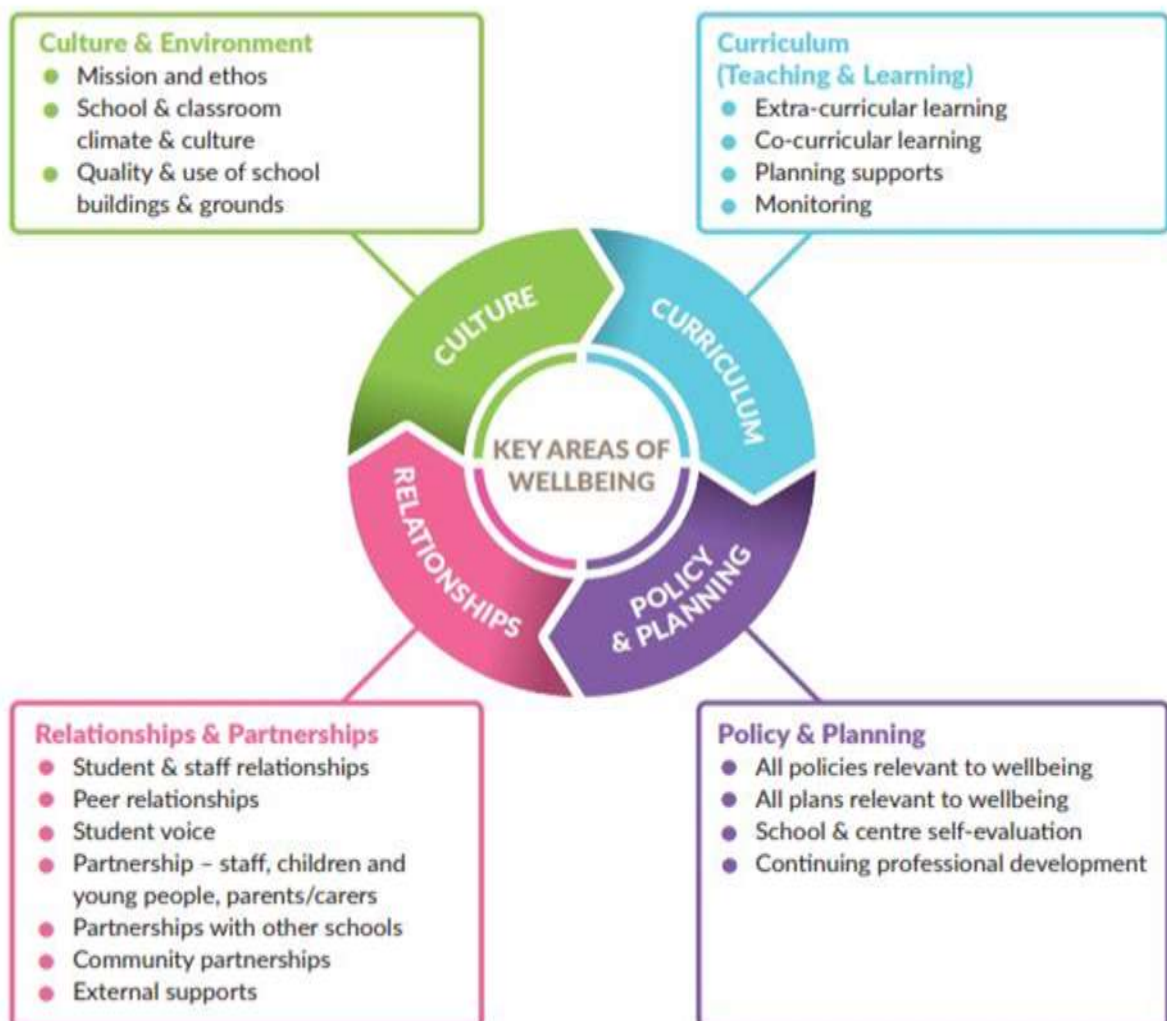 Culture & Environment
Mission and ethos
School & classroom
climate & culture
Quality & use of school
buildings & grounds
Curriculum
(Teaching & Learning)
Extra-curricular learning
Co-curricular learning
Planning supports
Monitoring
CULTURE
CURRICULUM
KEY AREAS OF
WELLBEING
RELATIONSHIPS
POLICY
& PLANNING
Relationships & Partnerships
Student & staff relationships
Peer relationships
Student voice
Partnership – staff, children and
young people, parents/carers
Partnerships with other schools
Community partnerships
External supports
Policy & Planning
All policies relevant to wellbeing
All plans relevant to wellbeing
School & centre self-evaluation
Continuing professional development